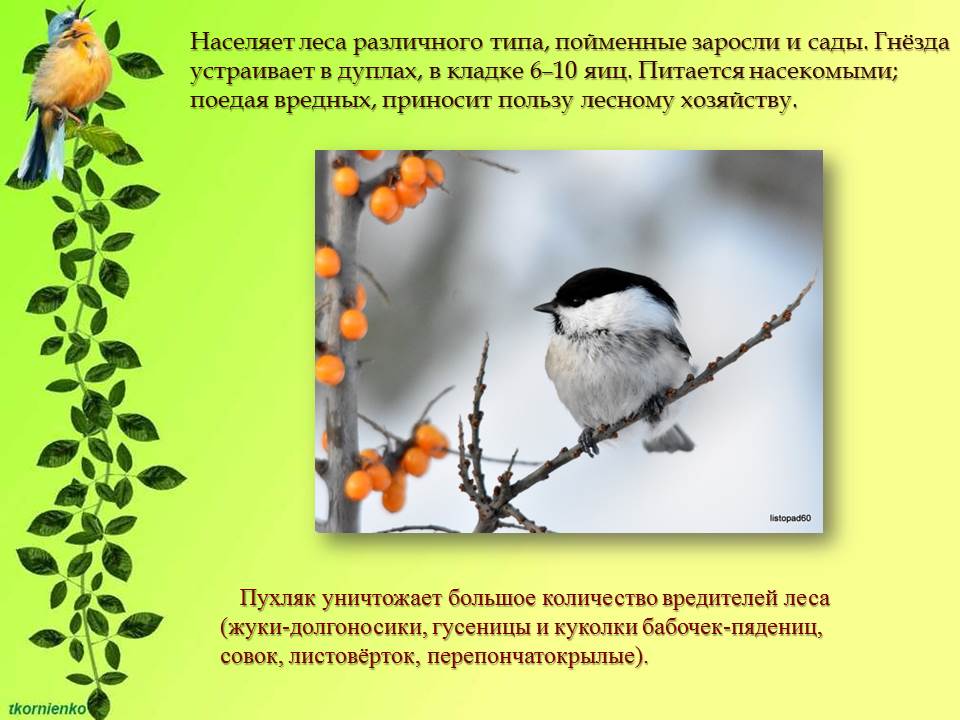 Населяет леса различного типа, пойменные заросли и сады. Гнёзда
устраивает в дуплах, в кладке 6–10 яиц. Питается насекомыми;
поедая вредных, приносит пользу лесному хозяйству.
listopad60
Пухляк уничтожает большое количество вредителей леса
(жуки-долгоносики, гусеницы и куколки бабочек-пядениц,
совок, листовёрток, перепончатокрылые).
tkornienko